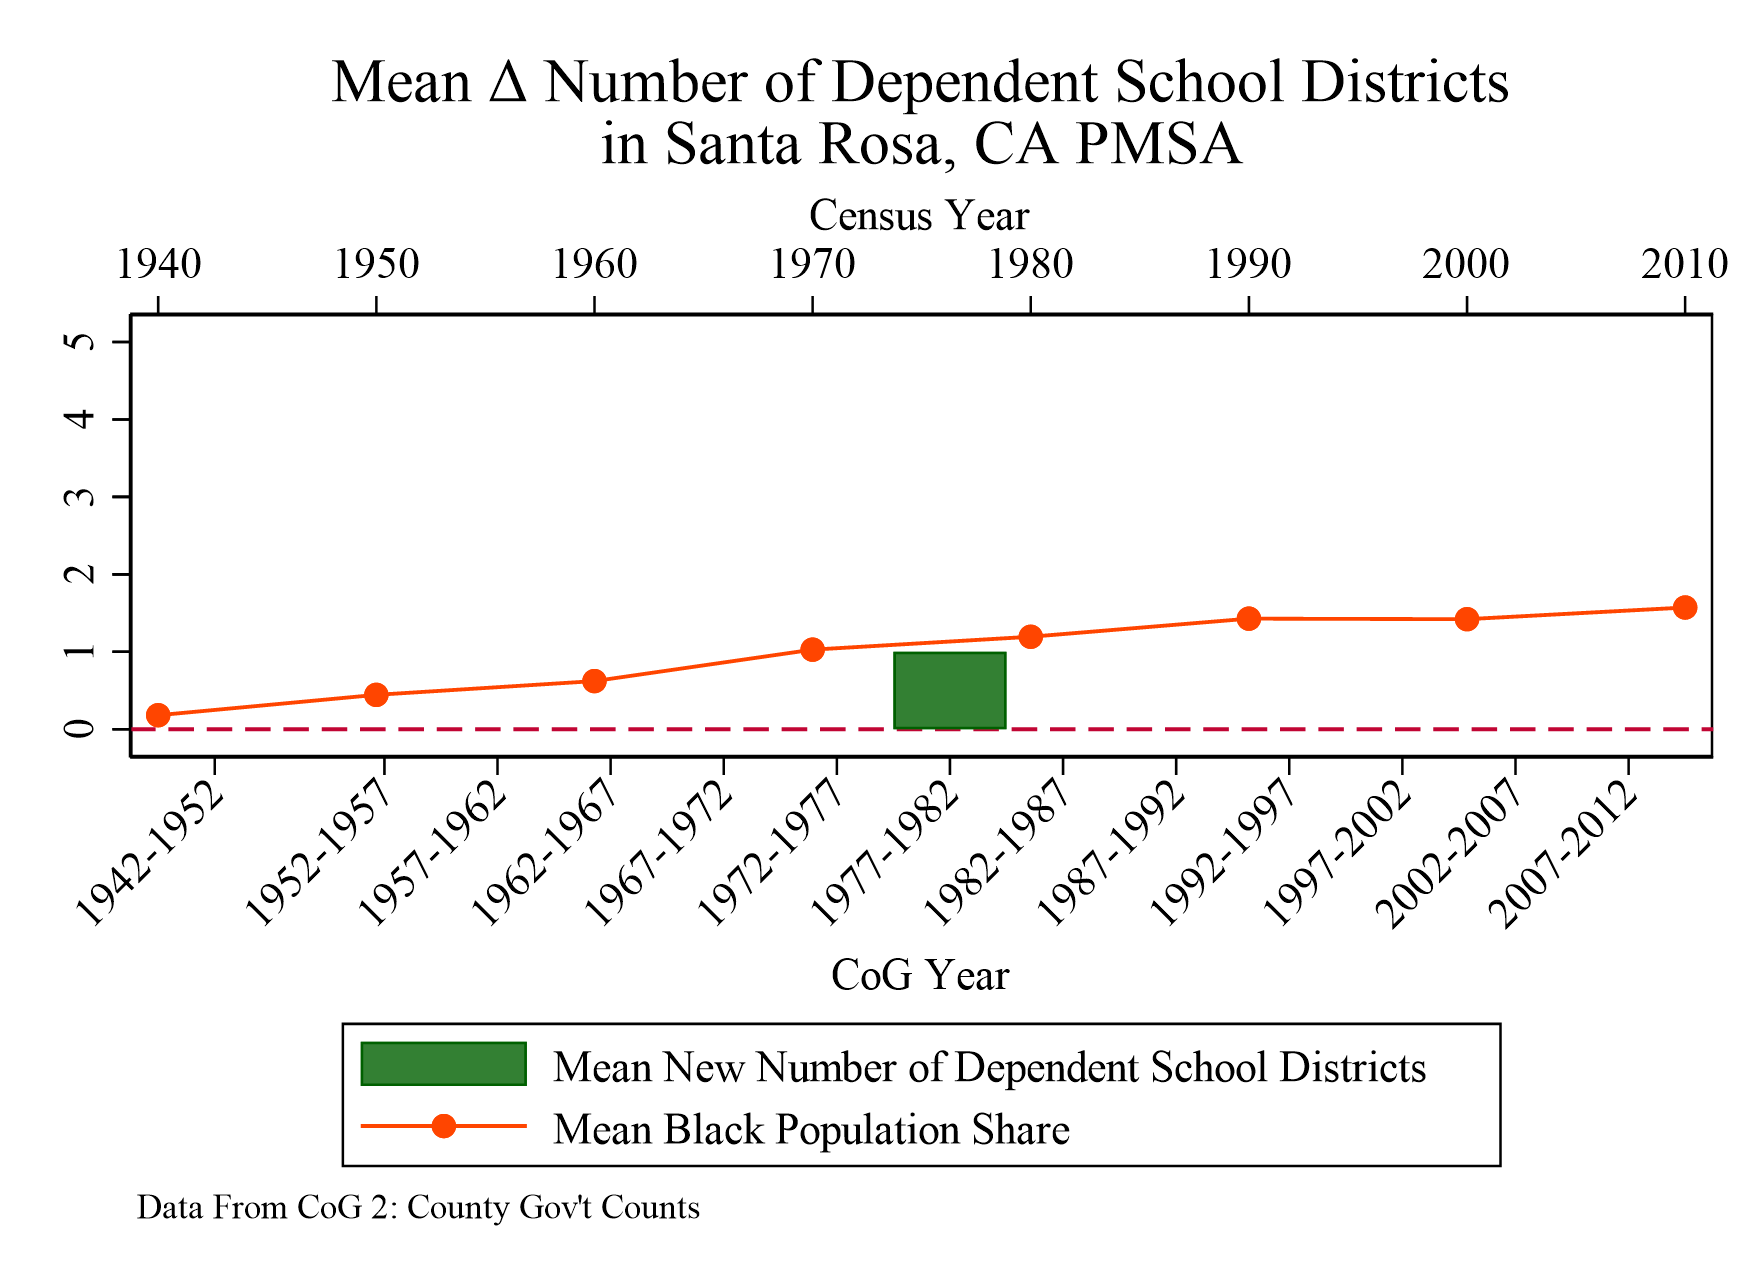 Mean Δ Number of Dependent School Districts
in Santa Rosa, CA PMSA
Census Year
1940 1950 1960 1970 1980 1990 2000 2010
5
4
3
2
1
0
1942-1952 1952-1957 1957-1962 1962-1967 1967-1972 1972-1977 1977-1982 1982-1987 1987-1992 1992-1997 1997-2002 2002-2007 2007-2012
CoG Year
Mean New Number of Dependent School Districts
Mean Black Population Share
Data From CoG 2: County Gov't Counts